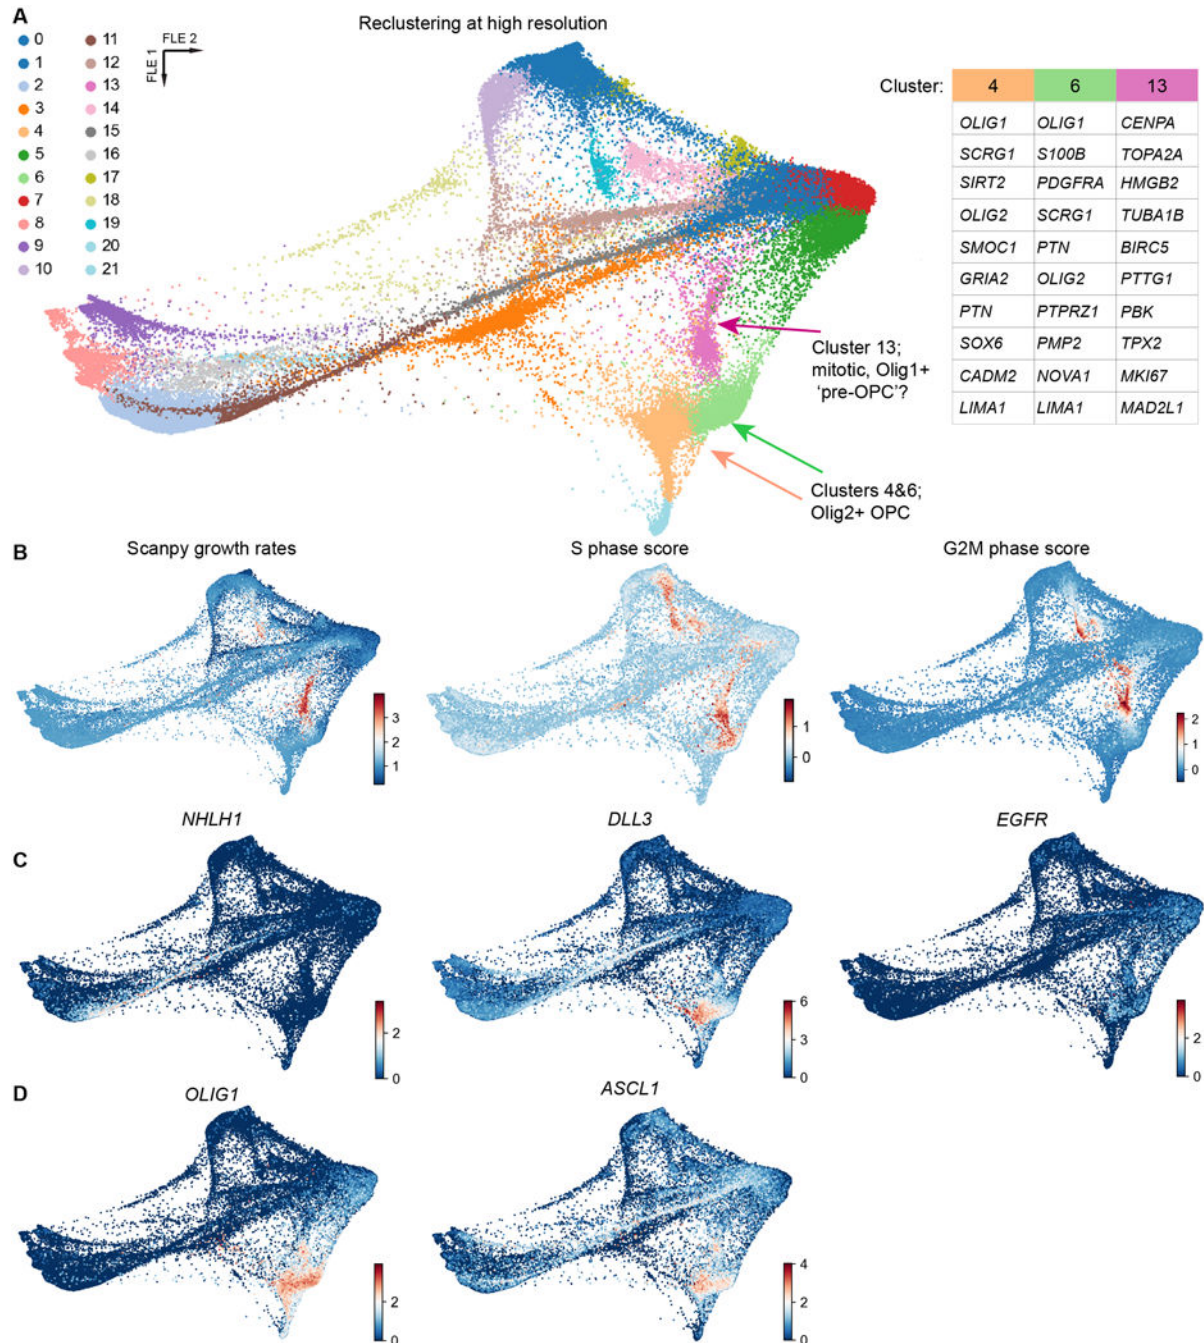 A
Reclustering at high resolution
0 11
1 12
2 13
3 14
4 15
5 16
6 17
7 18
8 19
9 20
10 21
FLE 2
FLE 1
Cluster: 4 6 13
OLIG1 OLIG1 CENPA
SCRG1 S100B TOPA2A
SIRT2 PDGFRA HMGB2
OLIG2 SCRG1 TUBA1B
SMOC1 PTN BIRC5
GRIA2 OLIG2 PTTG1
PTN PTPRZ1 PBK
SOX6 PMP2 TPX2
CADM2 NOVA1 MKI67
LIMA1 LIMA1 MAD2L1
Cluster 13;
mitotic, Olig1+
'pre-OPC'?
Clusters 4&6;
Olig2+ OPC
B
Scanpy growth rates
3
2
1
S phase score
1
0
G2M phase score
2
1
0
C
NHLH1
2
0
DLL3
6
3
0
EGFR
2
0
D
OLIG1
2
0
ASCL1
4
2
0